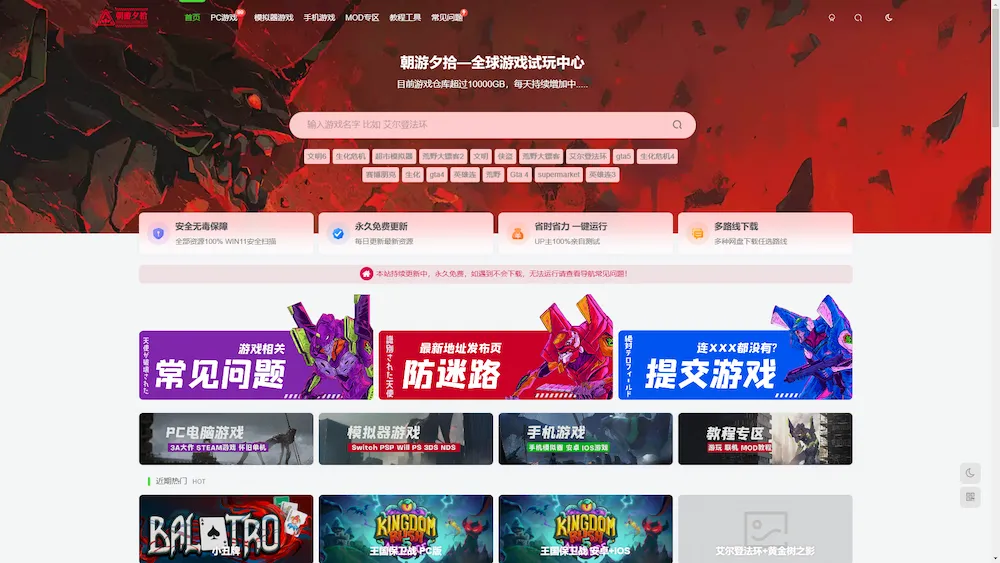 朝游夕拾
首页 PC游戏 模拟器游戏 手机游戏 MOD专区 教程工具 常见问题
朝游夕拾—全球游戏试玩中心
目前游戏仓库超过10000GB，每天持续增加中.....
输入游戏名字 比如 艾尔登法环
文明6 生化危机 超市模拟器 荒野大镖客2 文明 侠盗 荒野大镖客 艾尔登法环 gta5 生化危机4
赛博朋克 生化 gta4 英雄连 荒野 Gta 4 supermarket 英雄连3
安全无毒保障
全部资源100% WIN11安全扫描
永久免费更新
每日更新最新资源
省时省力 一键运行
UP主100%亲自测试
多路线下载
多种网盘下载任选路线
本站持续更新中，永久免费，如遇到不会下载，无法运行请查看导航常见问题！
游戏相关
常见问题
最新地址发布页
防迷路
連XXX都没有?
提交游戏
PC电脑游戏
3A大作 STEAM游戏 怀旧单机
模拟器游戏
Switch PSP Wii PS 3DS NDS
手机游戏
手机模拟器 安卓 IOS游戏
教程专区
游玩 联机 MOD教程
近期热门 HOT
BALATRO
小丑牌
KINGDOM RUSH 5
王国保卫战 PC版
KINGDOM RUSH 5
王国保卫战 安卓+IOS
艾尔登法环+黄金树之影